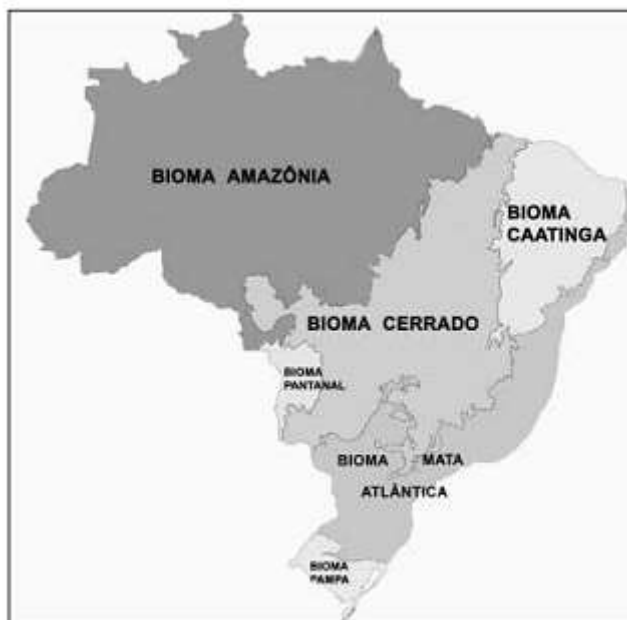 BIOMA AMAZÔNIA
BIOMA
CAATINGA
BIOMA CERRADO
BIOMA
PANTANAL
BIOMA MATA
ATLÂNTICA
BIOMA
PAMPA